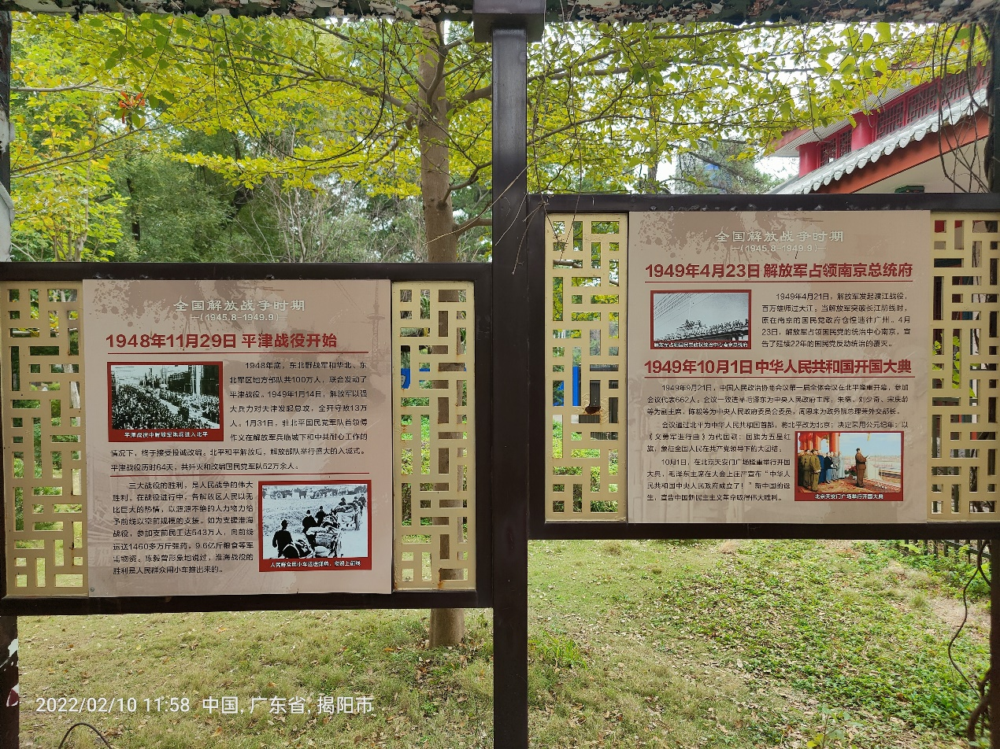 全国解放战争时期
(1945.8-1949.9)
1948年11月29日 平津战役开始
1948年底，东北野战军和华北、东
北军区地方部队共100万人，联合发动了
平津战役。1949年1月14日，解放军以强
大兵力对天津发起总攻，全歼守敌13万
人。1月31日，驻北平国民党军队首领傅
作义在解放军兵临城下和中共耐心工作的
情况下，终于接受投诚改编。北平和平解放后，解放部队举行盛大的入城式。
平津战役历时64天，共歼灭和改编国民党军队52万余人。
平津战役中解放军炮兵进入北平
三大战役的胜利，是人民战争的伟大
胜利。在战役进行中，各解放区人民以无
比巨大的热情，以源源不绝的人力物力给
予前线以空前规模的支援。如为支援淮海
战役，参加支前民工达543万人，向前线
运送1460多万斤弹药，9.6亿斤粮食等军
需物资。陈毅曾形象地说过，淮海战役的
胜利是人民群众用小车推出来的。
人民群众用小车运送弹药、物资上前线
全国解放战争时期
(1945.8-1949.9)
1949年4月23日 解放军占领南京总统府
1949年4月21日，解放军发起渡江战役，
百万雄师过大江。当解放军突破长江防线时，
原在南京的国民党政府仓惶逃往广州。4月
23日，解放军占领国民党的统治中心南京，宣
告了延续22年的国民党反动统治的覆灭。
解放军占领国民党政权统治中心南京总统府
1949年10月1日 中华人民共和国开国大典
1949年9月21日，中国人民政治协商会议第一届全体会议在北平隆重开幕，参加
会议代表662人，会议一致选举毛泽东为中央人民政府主席，朱德、刘少奇、宋庆龄
等为副主席，陈毅等为中央人民政府委员会委员，周恩来为政务院总理兼外交部长。
会议通过北平为中华人民共和国首都，将北平改为北京；决定采用公元纪年；以
《义勇军进行曲》为代国歌；国旗为五星红
旗，象征全国人民在共产党领导下的大团结。
10月1日，在北京天安门广场隆重举行开国
大典，毛泽东主席在大会上庄严宣布“中华人
民共和国中央人民政府成立了！”新中国的诞
生，宣告中国新民主主义革命取得伟大胜利。
北京天安门广场举行开国大典
2022/02/10 11:58 中国, 广东省, 揭阳市